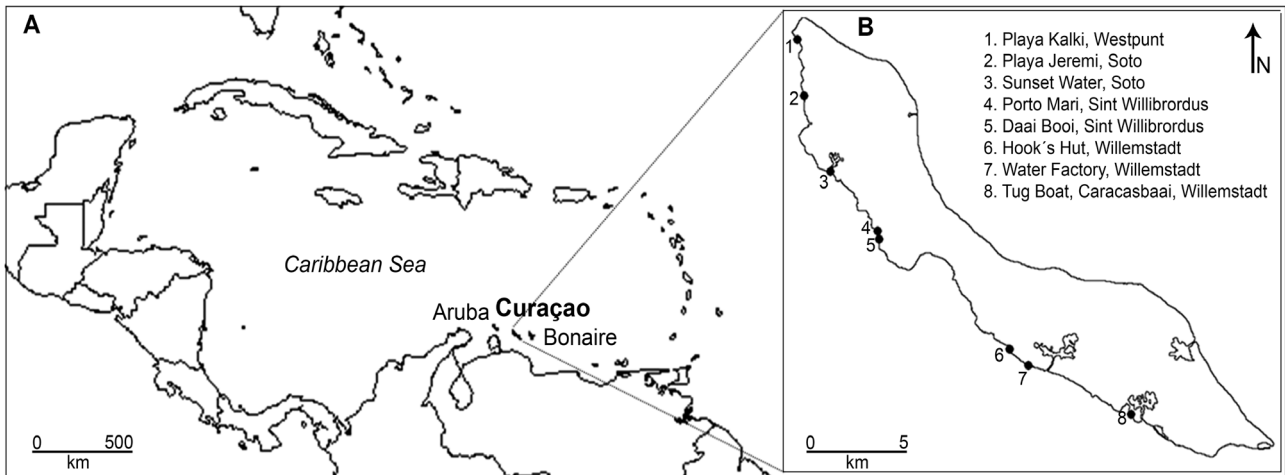 A
Caribbean Sea
Aruba Curaçao
Bonaire
0 500
km
B
1. Playa Kalki, Westpunt
2. Playa Jeremi, Soto
3. Sunset Water, Soto
4. Porto Mari, Sint Willibrordus
5. Daai Booi, Sint Willibrordus
6. Hook´s Hut, Willemstadt
7. Water Factory, Willemstadt
8. Tug Boat, Caracasbaai, Willemstadt
N
1
2
3
4
5
6
7
8
0 5
km